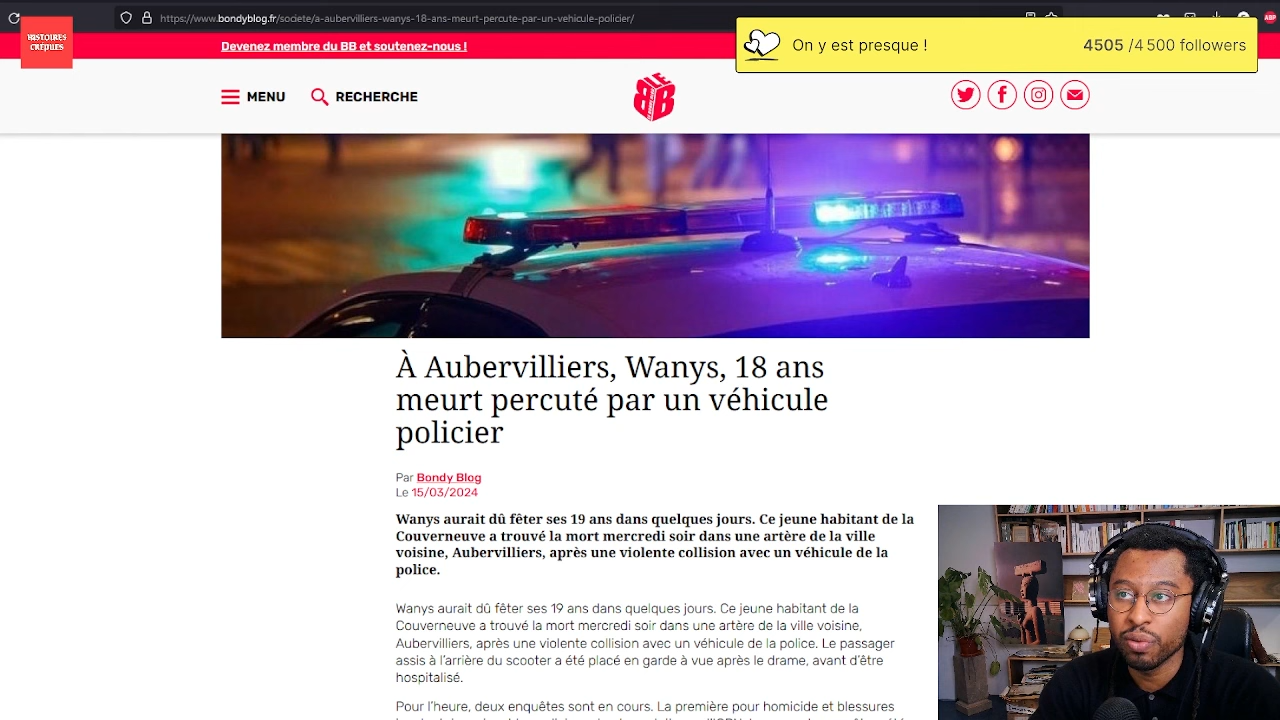 https://www.bondyblog.fr/societe/a-aubervilliers-wanys-18-ans-meurt-percute-par-un-vehicule-policier/
HISTOIRES
CRÉPUES
Devenez membre du BB et soutenez-nous !
On y est presque !
4505 /4 500 followers
ABP
MENU
RECHERCHE
À Aubervilliers, Wanys, 18 ans
meurt percuté par un véhicule
policier
Par Bondy Blog
Le 15/03/2024
Wanys aurait dû fêter ses 19 ans dans quelques jours. Ce jeune habitant de la
Couverneuve a trouvé la mort mercredi soir dans une artère de la ville
voisine, Aubervilliers, après une violente collision avec un véhicule de la
police.
Wanys aurait dû fêter ses 19 ans dans quelques jours. Ce jeune habitant de la
Couverneuve a trouvé la mort mercredi soir dans une artère de la ville voisine,
Aubervilliers, après une violente collision avec un véhicule de la police. Le passager
assis à l'arrière du scooter a été placé en garde à vue après le drame, avant d'être
hospitalisé.
Pour l'heure, deux enquêtes sont en cours. La première pour homicide et blessures